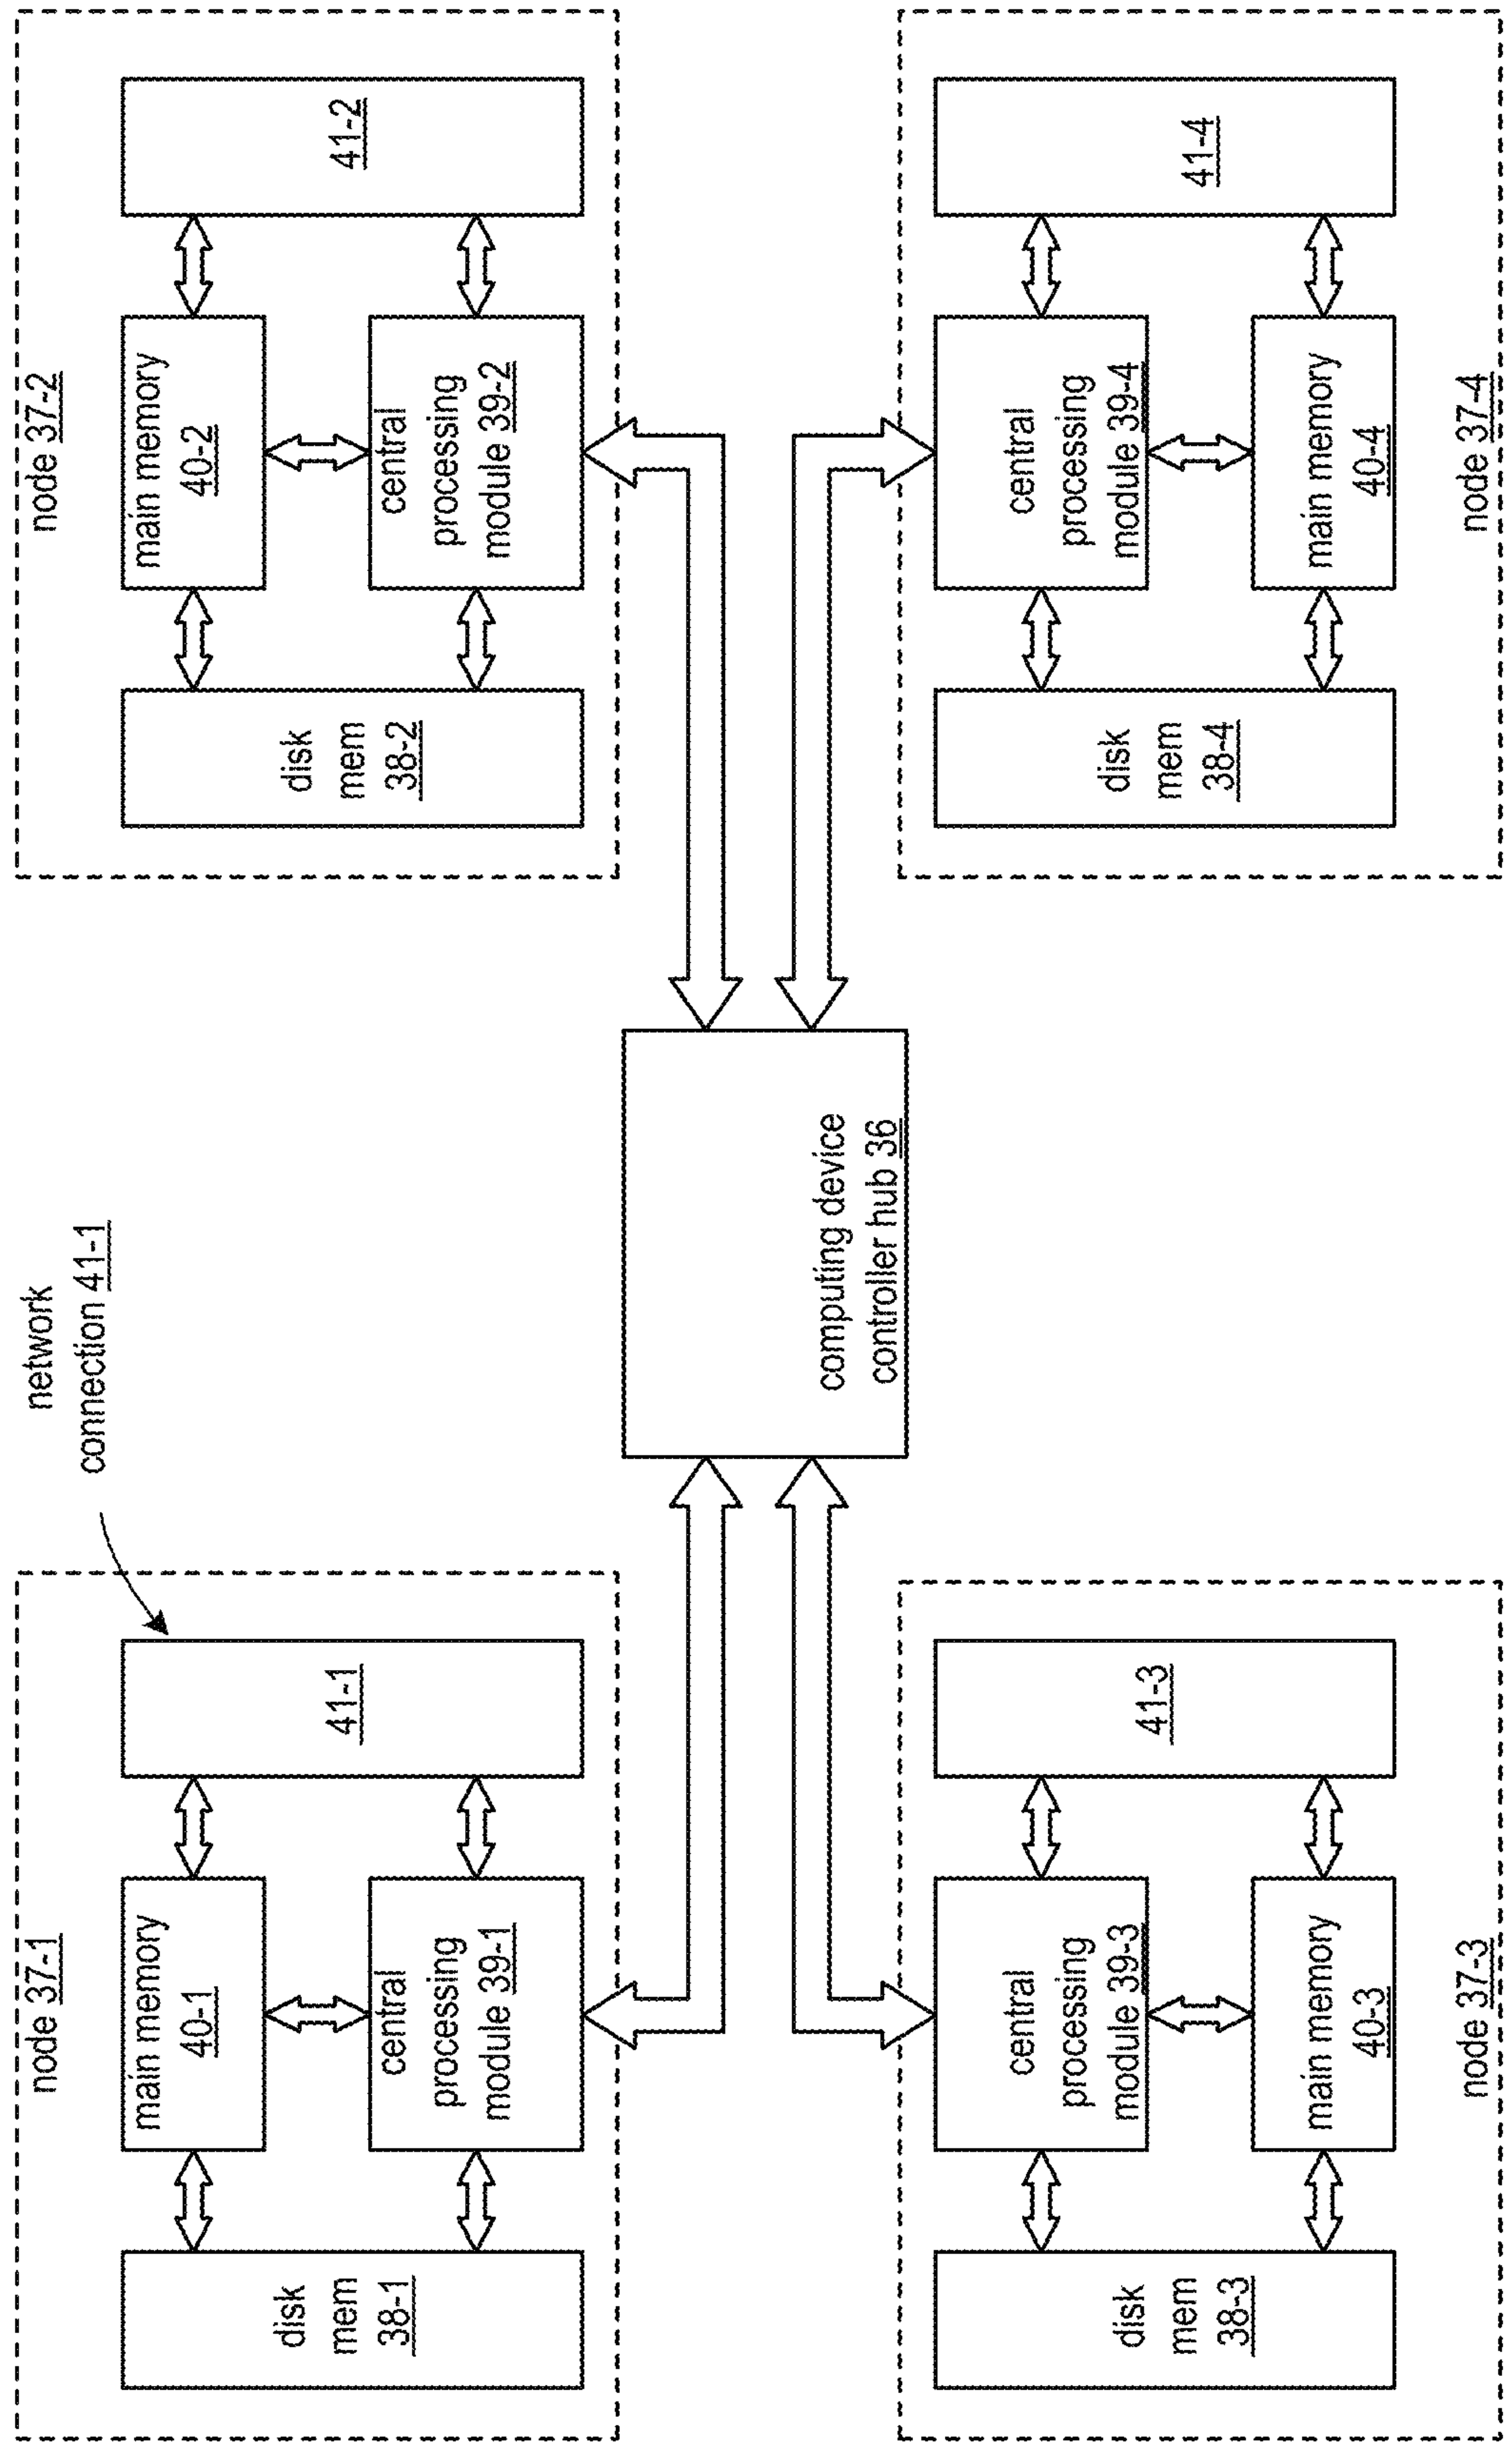 node 37-1
main memory
40-1
central
processing
module 39-1
disk
mem
38-1
41-1
network
connection 41-1
node 37-2
main memory
40-2
central
processing
module 39-2
disk
mem
38-2
41-2
computing device
controller hub 36
central
processing
module 39-3
main memory
40-3
disk
mem
38-3
41-3
node 37-3
central
processing
module 39-4
main memory
40-4
disk
mem
38-4
41-4
node 37-4